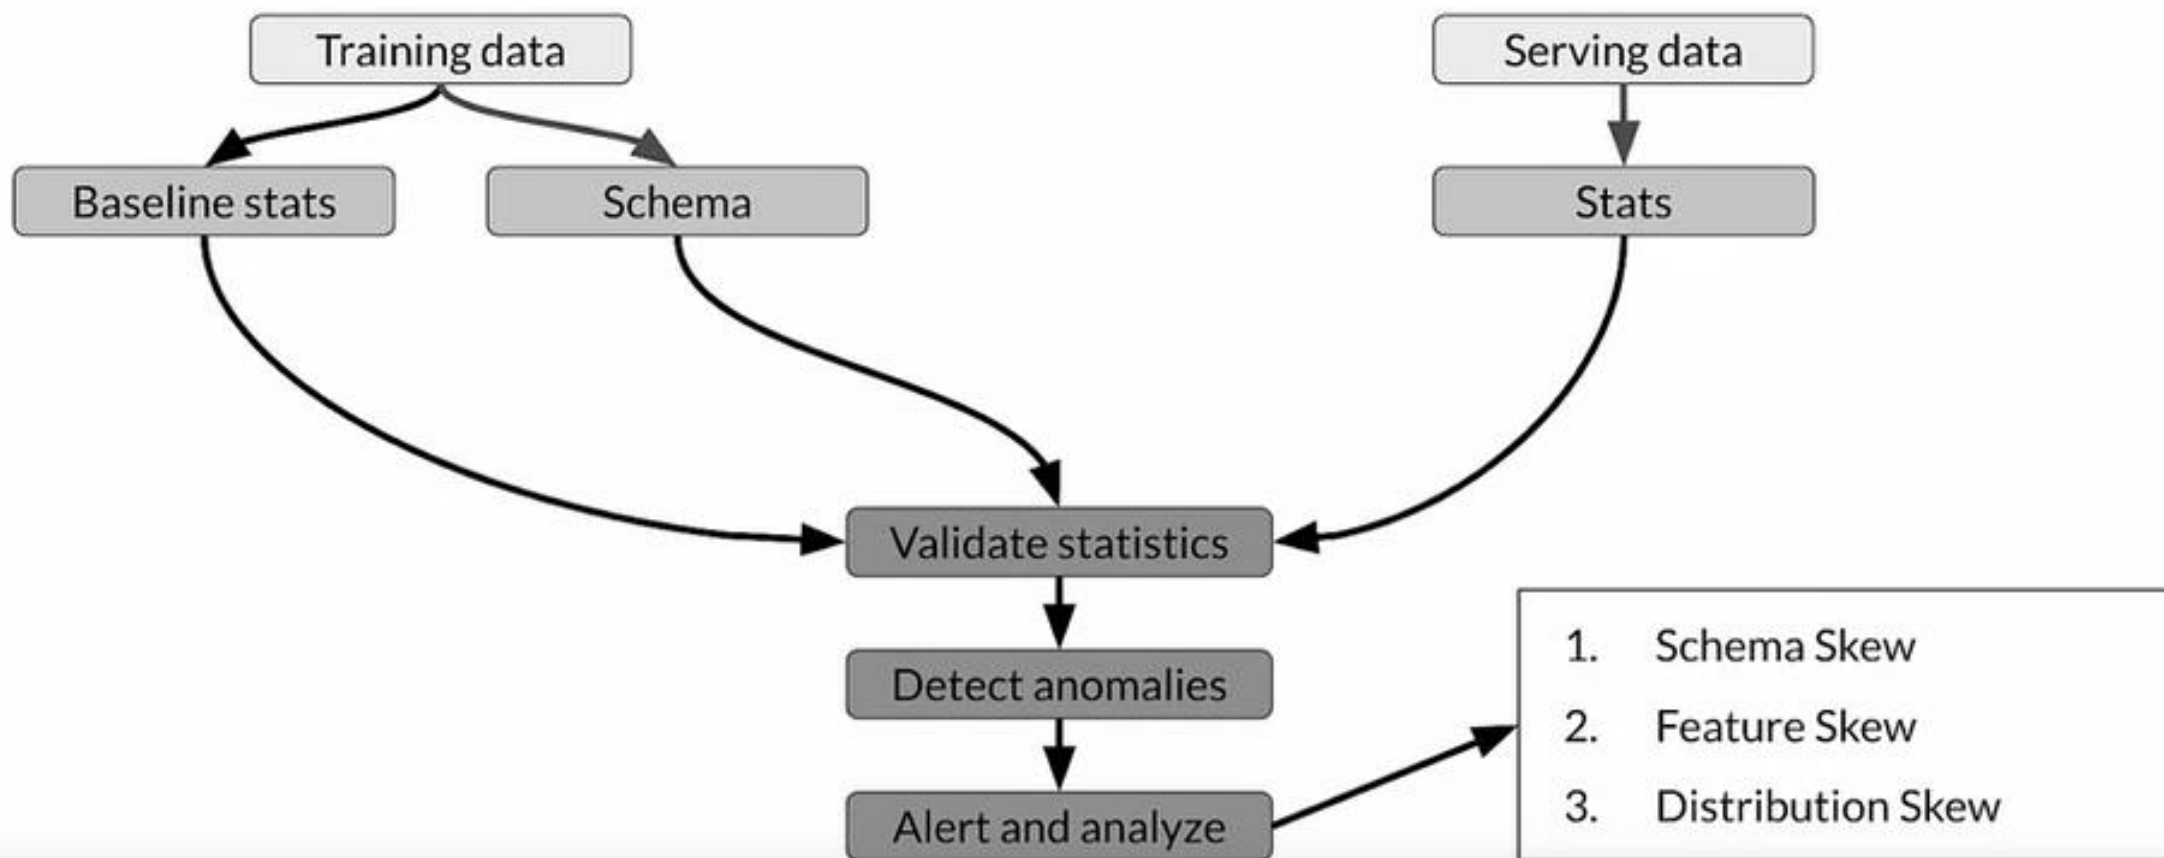 Training data
Serving data
Baseline stats
Schema
Stats
Validate statistics
Detect anomalies
Alert and analyze
1. Schema Skew
2. Feature Skew
3. Distribution Skew